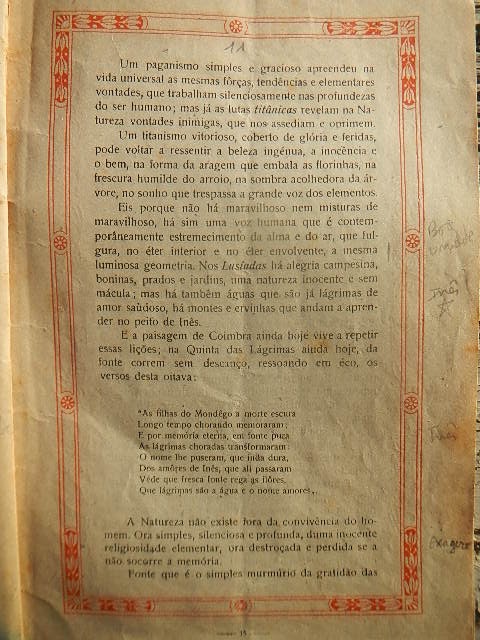 11
Um paganismo simples e gracioso apreendeu na
vida universal as mesmas fôrças, tendências e elementares
vontades, que trabalham silenciosamente nas profundezas
do ser humano; mas já as lutas titânicas revelam na Na-
tureza vontades inimigas, que nos assediam e oprimem.
Um titanismo vitorioso, coberto de glória e feridas,
pode voltar a ressentir a beleza ingénua, a inocência e
o bem, na forma da aragem que embala as florinhas, na
frescura humilde do arroio, na sombra acolhedora da ár-
vore, no sonho que trespassa a grande voz dos elementos.
Eis porque não há maravilhoso nem misturas de
maravilhoso, há sim uma voz humana que é contem-
porâneamente estremecimento da alma e do ar, que ful-
gura, no éter interior e no éter envolvente, a mesma
luminosa geometria. Nos Lusíadas há alegria campesina,
boninas, prados e jardins, uma natureza inocente e sem
mácula; mas há também águas que são já lágrimas de
amor saüdoso, há montes e ervinhas que andam a apren-
der no peito de Inês.
E a paisagem de Coimbra ainda hoje vive a repetir
essas lições; na Quinta das Lágrimas ainda hoje, da
fonte correm sem descanço, ressoando em éco, os
versos desta oitava:
"As filhas do Mondêgo a morte escura
Longo tempo chorando memoraram;
E por memória eterna, em fonte pura
As lágrimas choradas transformaram:
O nome lhe puseram, que inda dura,
Dos amôres de Inês, que ali passaram
Vêde que fresca fonte rega as flôres,
Que lágrimas são a água e o nome amores„.
A Natureza não existe fora da convivência do ho-
mem. Ora simples, silenciosa e profunda, duma inocente
religiosidade elementar, ora destroçada e perdida se a
não socorre a memória.
Fonte que é o simples murmúrio da gratidão das
Inês
Inês
Exagero